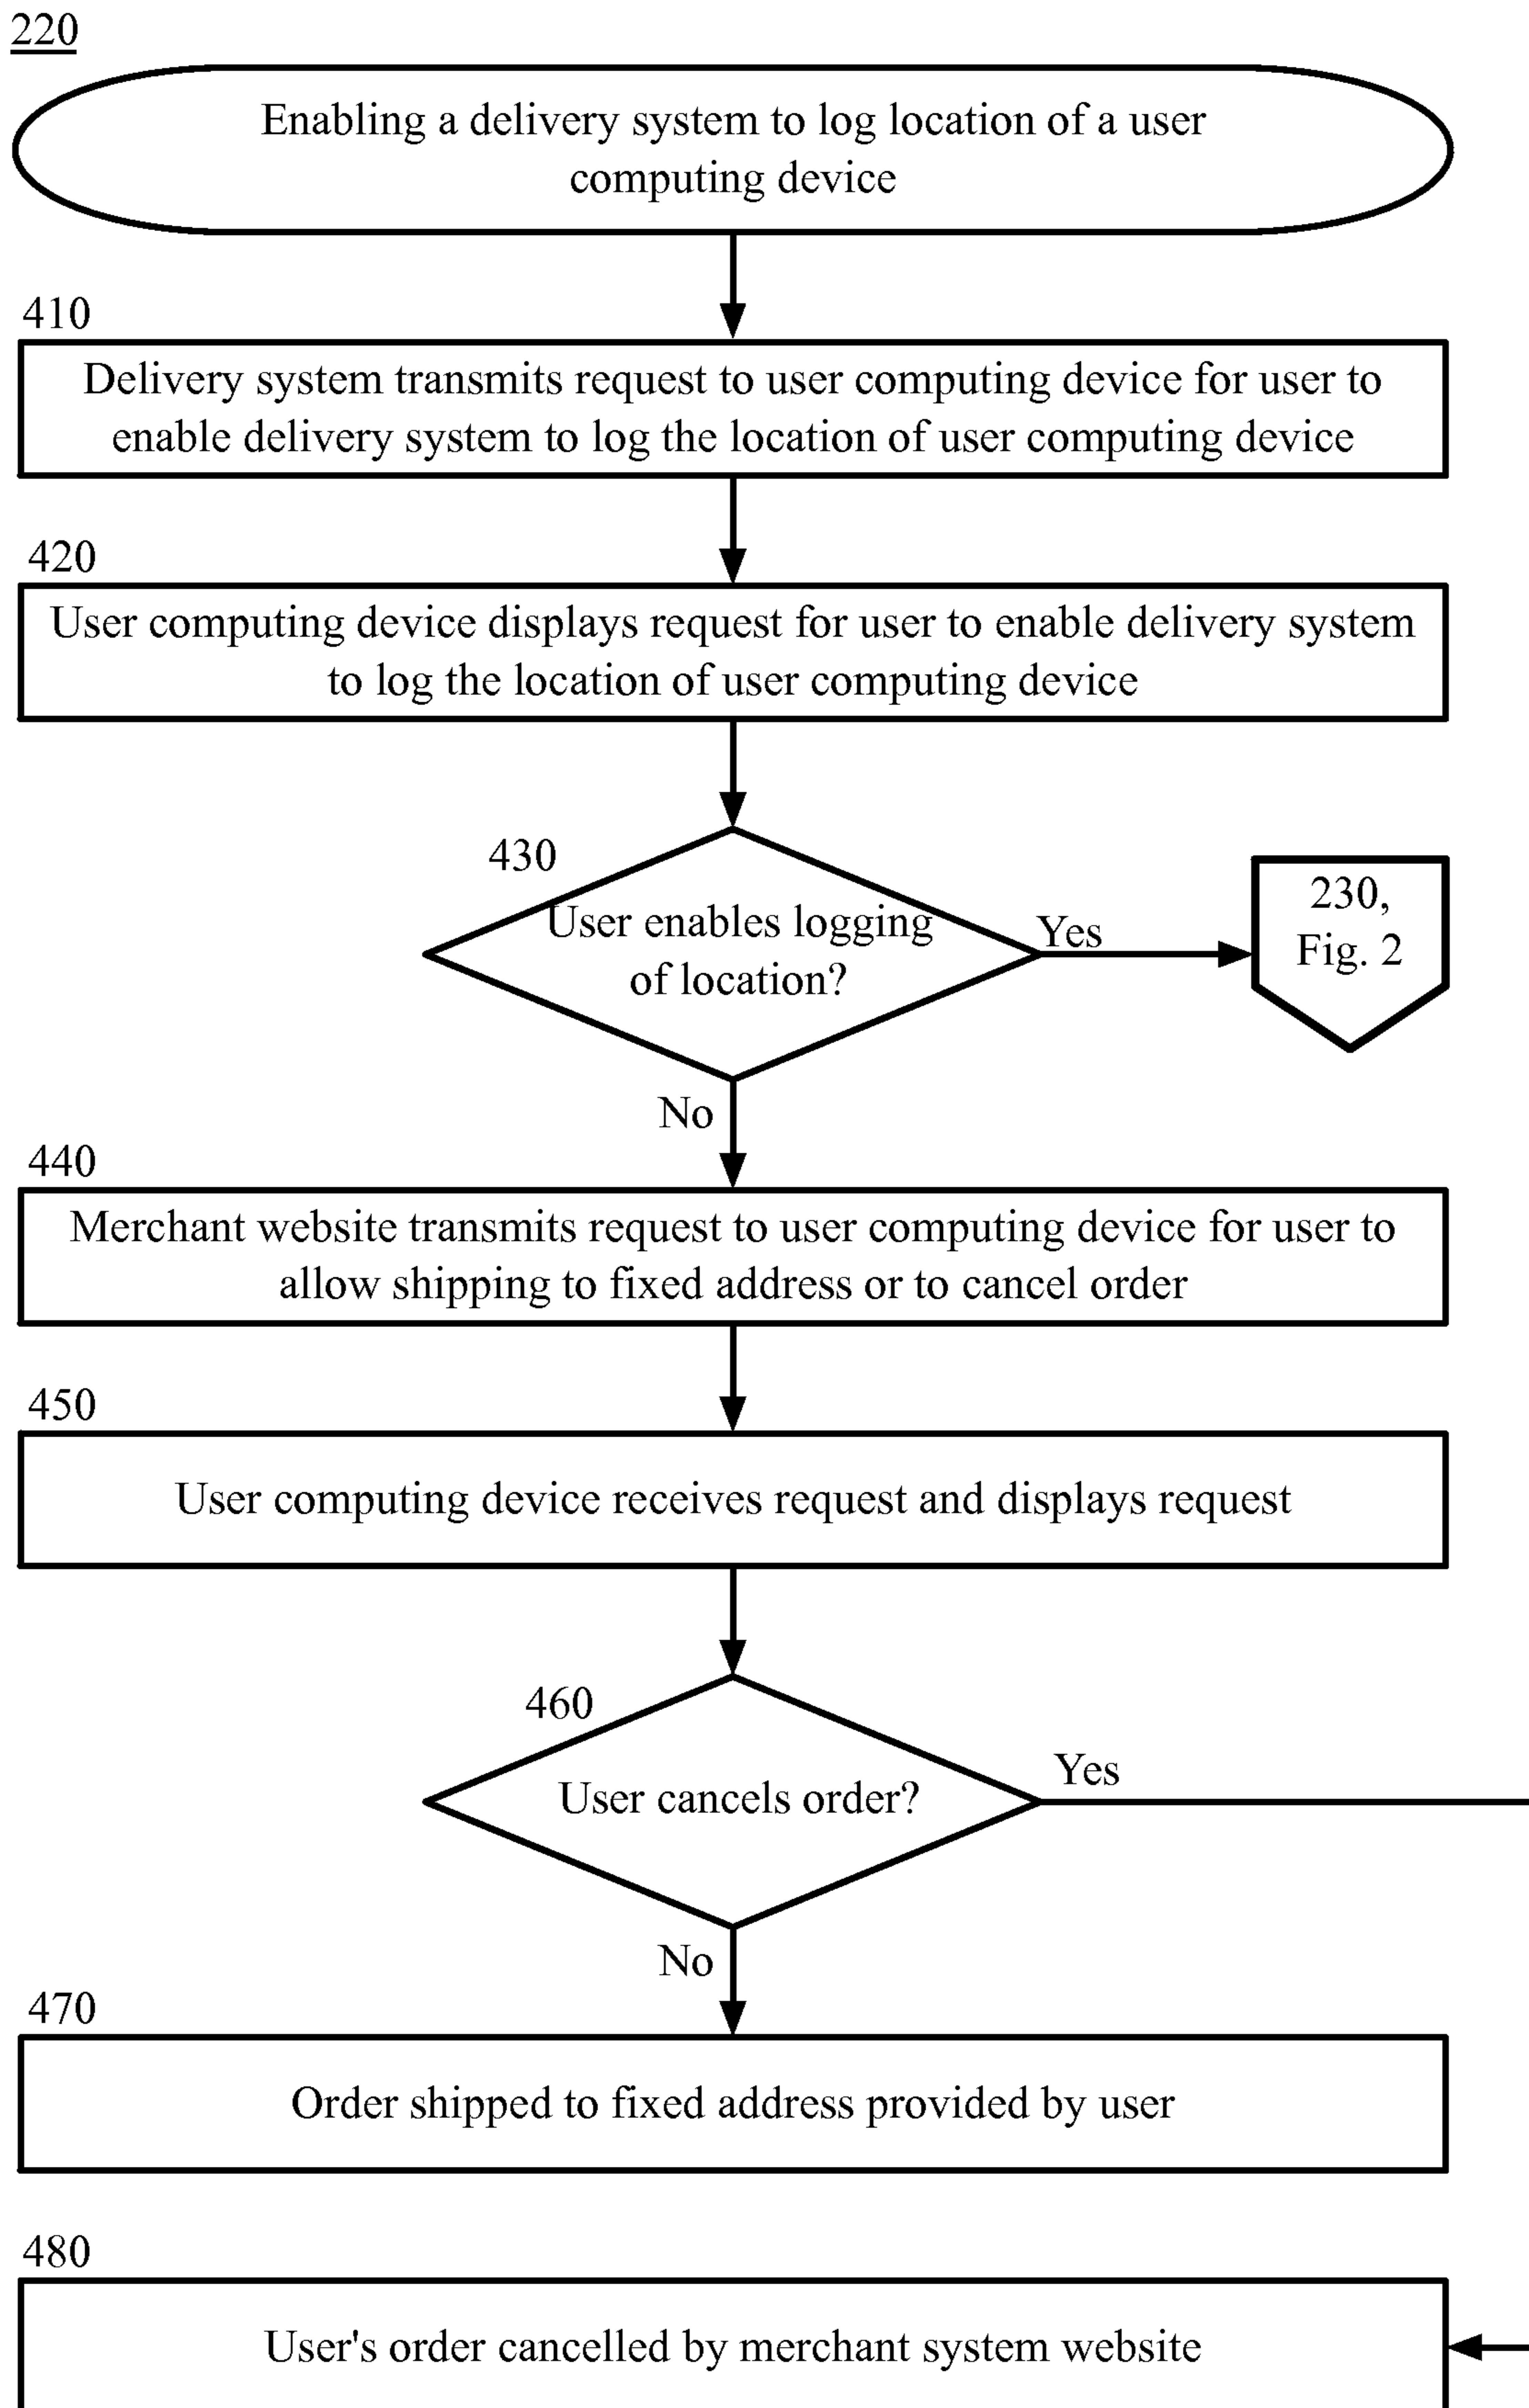 220
Enabling a delivery system to log location of a user
computing device
410
Delivery system transmits request to user computing device for user to
enable delivery system to log the location of user computing device
420
User computing device displays request for user to enable delivery system
to log the location of user computing device
430
User enables logging
of location?
Yes
230,
Fig. 2
No
440
Merchant website transmits request to user computing device for user to
allow shipping to fixed address or to cancel order
450
User computing device receives request and displays request
460
User cancels order?
Yes
No
470
Order shipped to fixed address provided by user
480
User's order cancelled by merchant system website